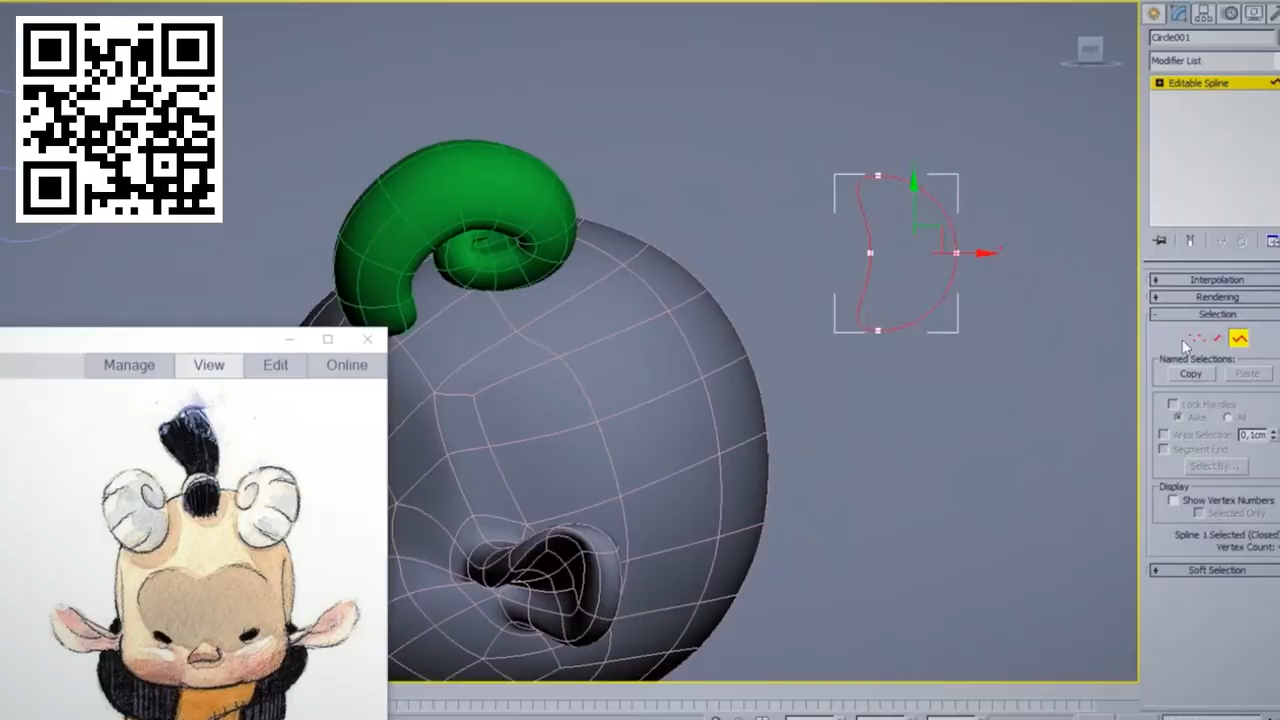 Circle001
Modifier List
Editable Spline
Interpolation
Rendering
Selection
Named Selections:
Copy
Paste
Lock Handles
Alike
All
Area Selection
0,1cm
Segment End
Select By ...
Display
Show Vertex Numbers
Selected Only
Spline 1 Selected (Closed
Vertex Count:
Soft Selection
Manage
View
Edit
Online